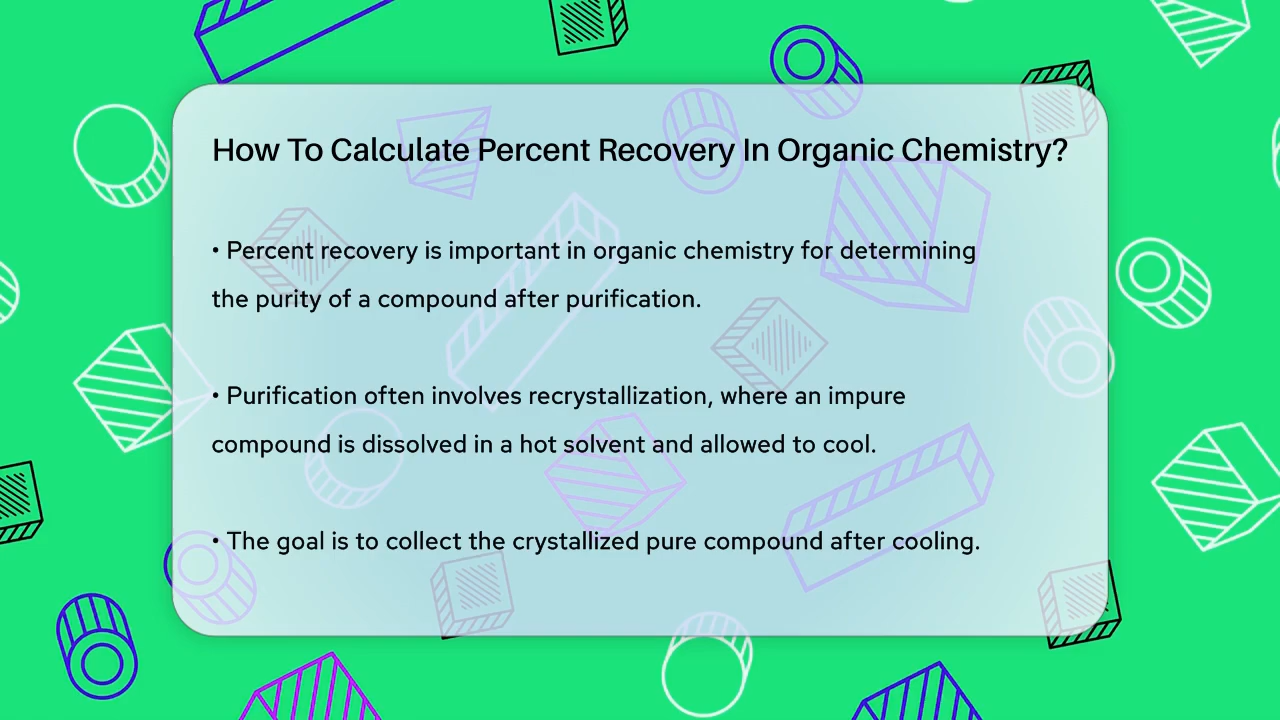 How To Calculate Percent Recovery In Organic Chemistry?
• Percent recovery is important in organic chemistry for determining
the purity of a compound after purification.
• Purification often involves recrystallization, where an impure
compound is dissolved in a hot solvent and allowed to cool.
• The goal is to collect the crystallized pure compound after cooling.